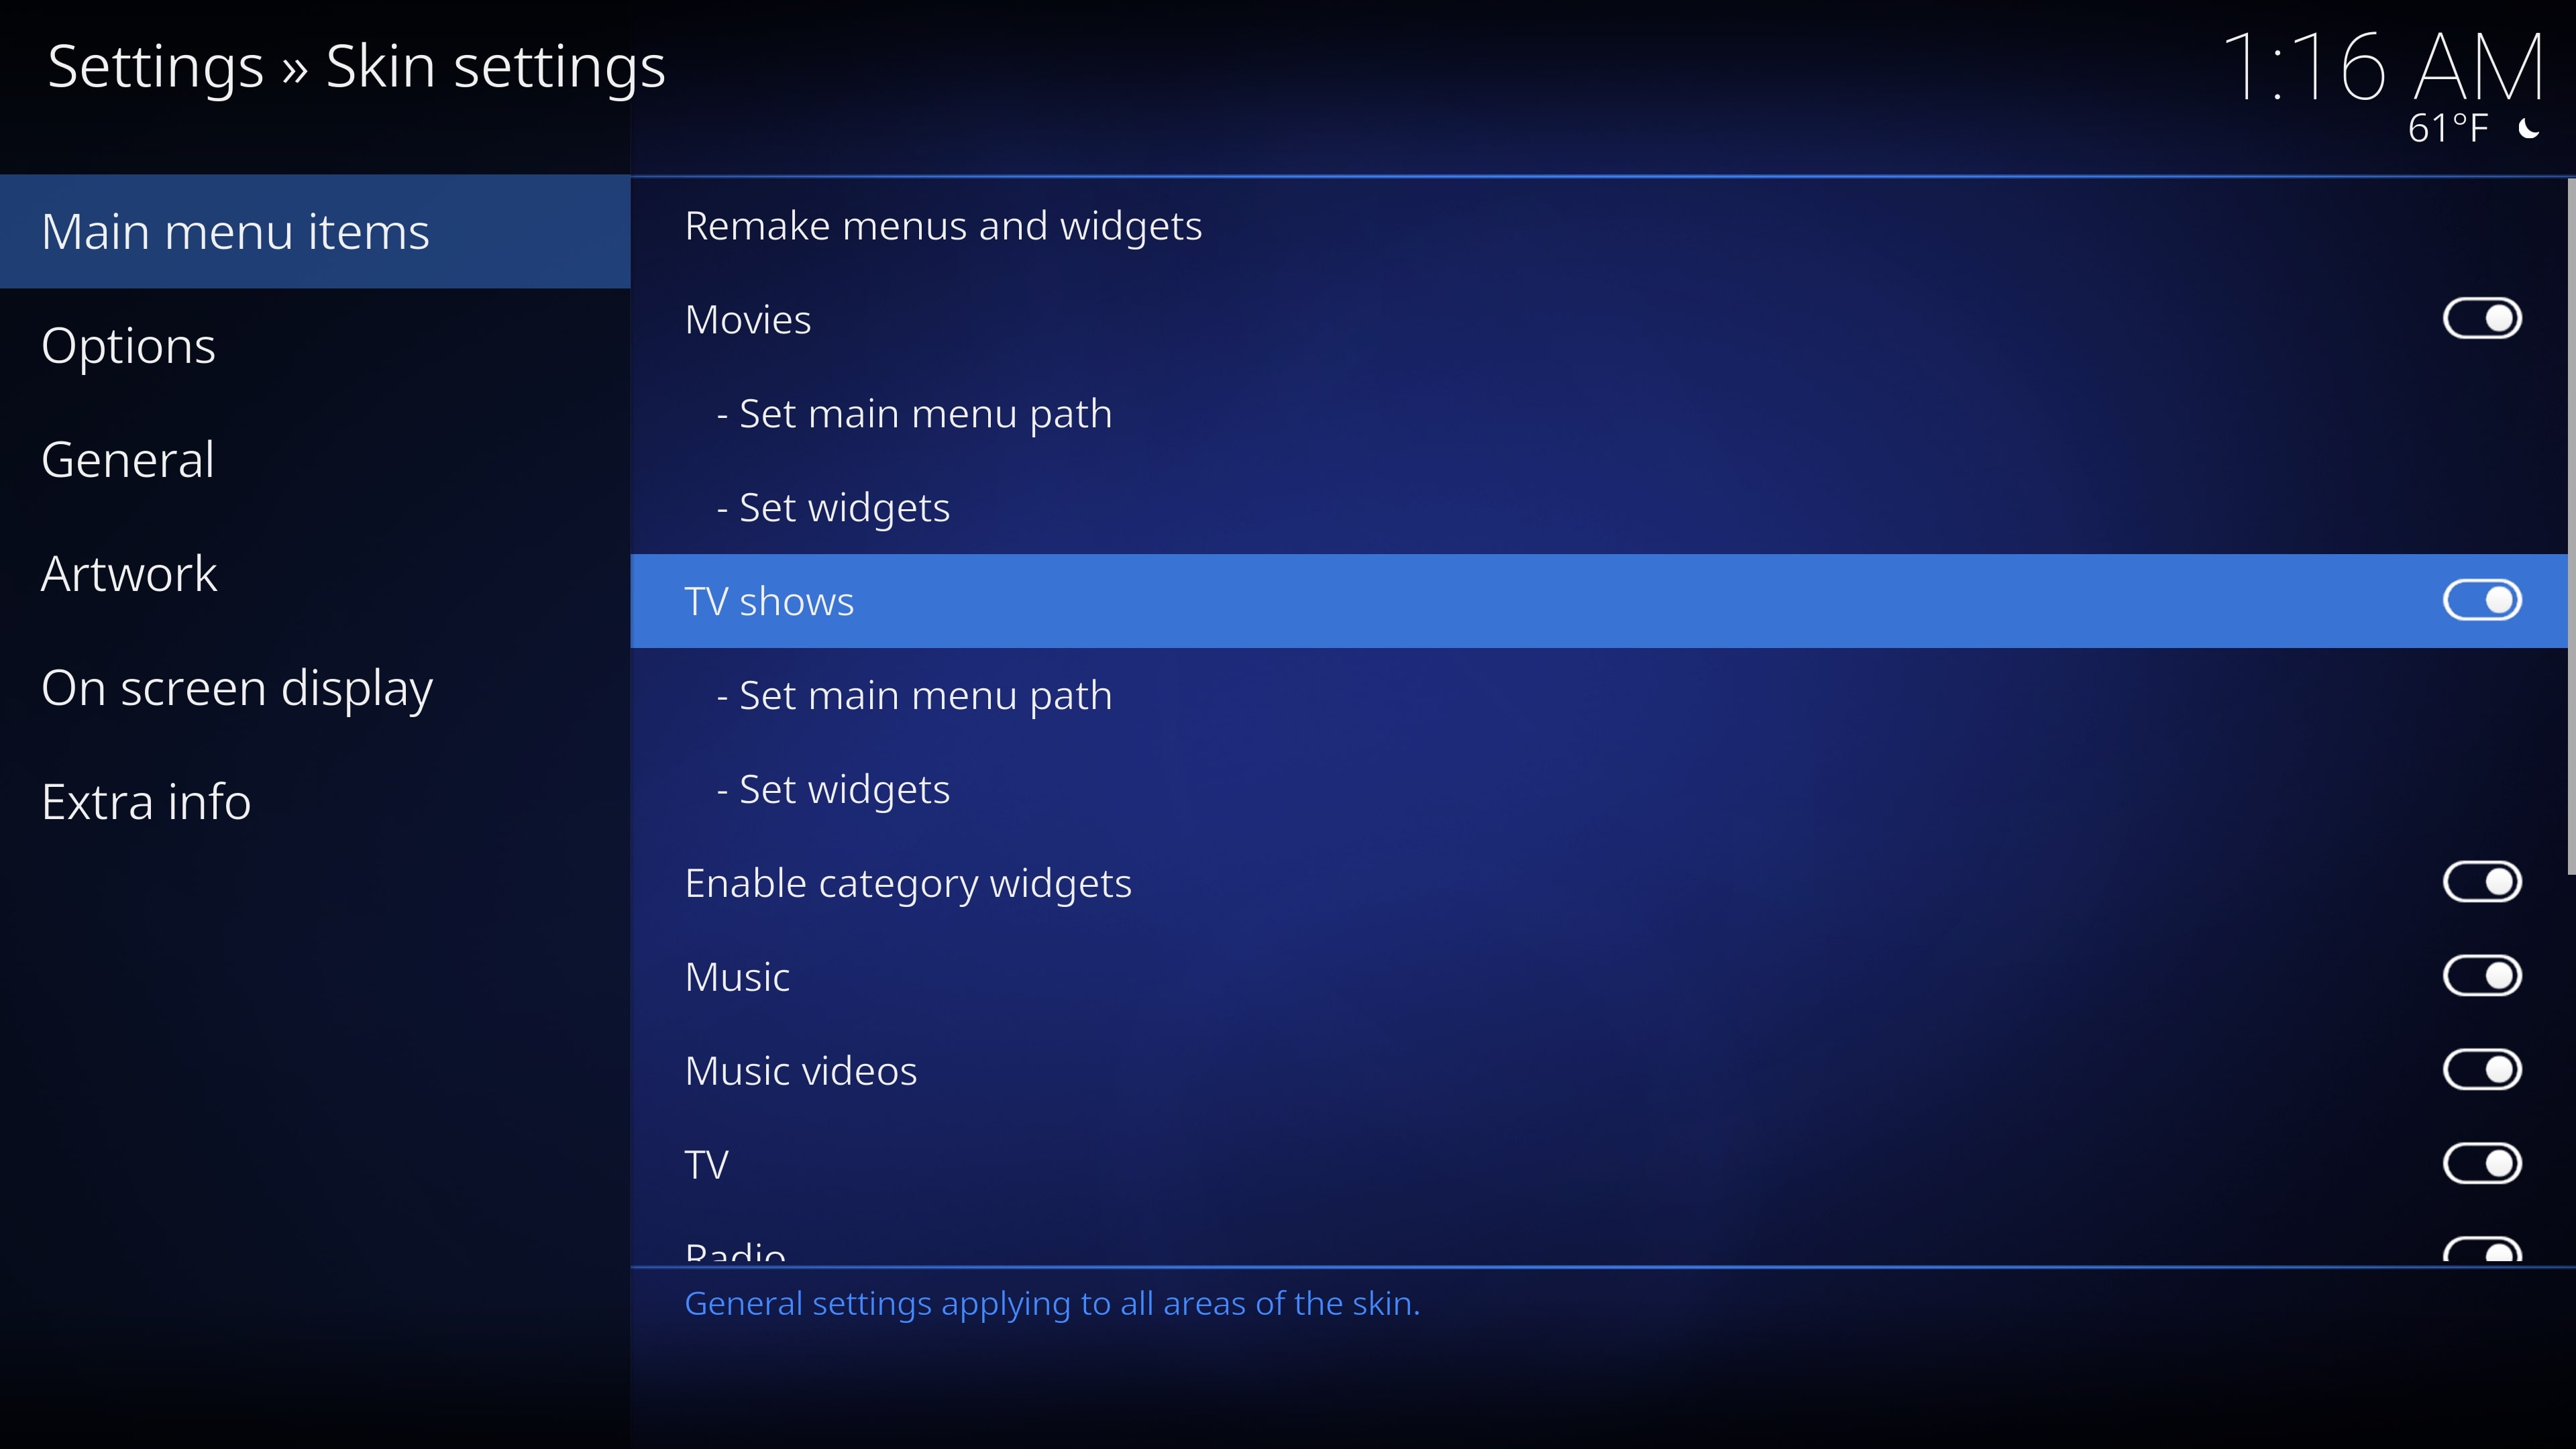 Settings » Skin settings
1:16 AM
61°F
Main menu items
Options
General
Artwork
On screen display
Extra info
Remake menus and widgets
Movies
- Set main menu path
- Set widgets
TV shows
- Set main menu path
- Set widgets
Enable category widgets
Music
Music videos
TV
Radio
General settings applying to all areas of the skin.